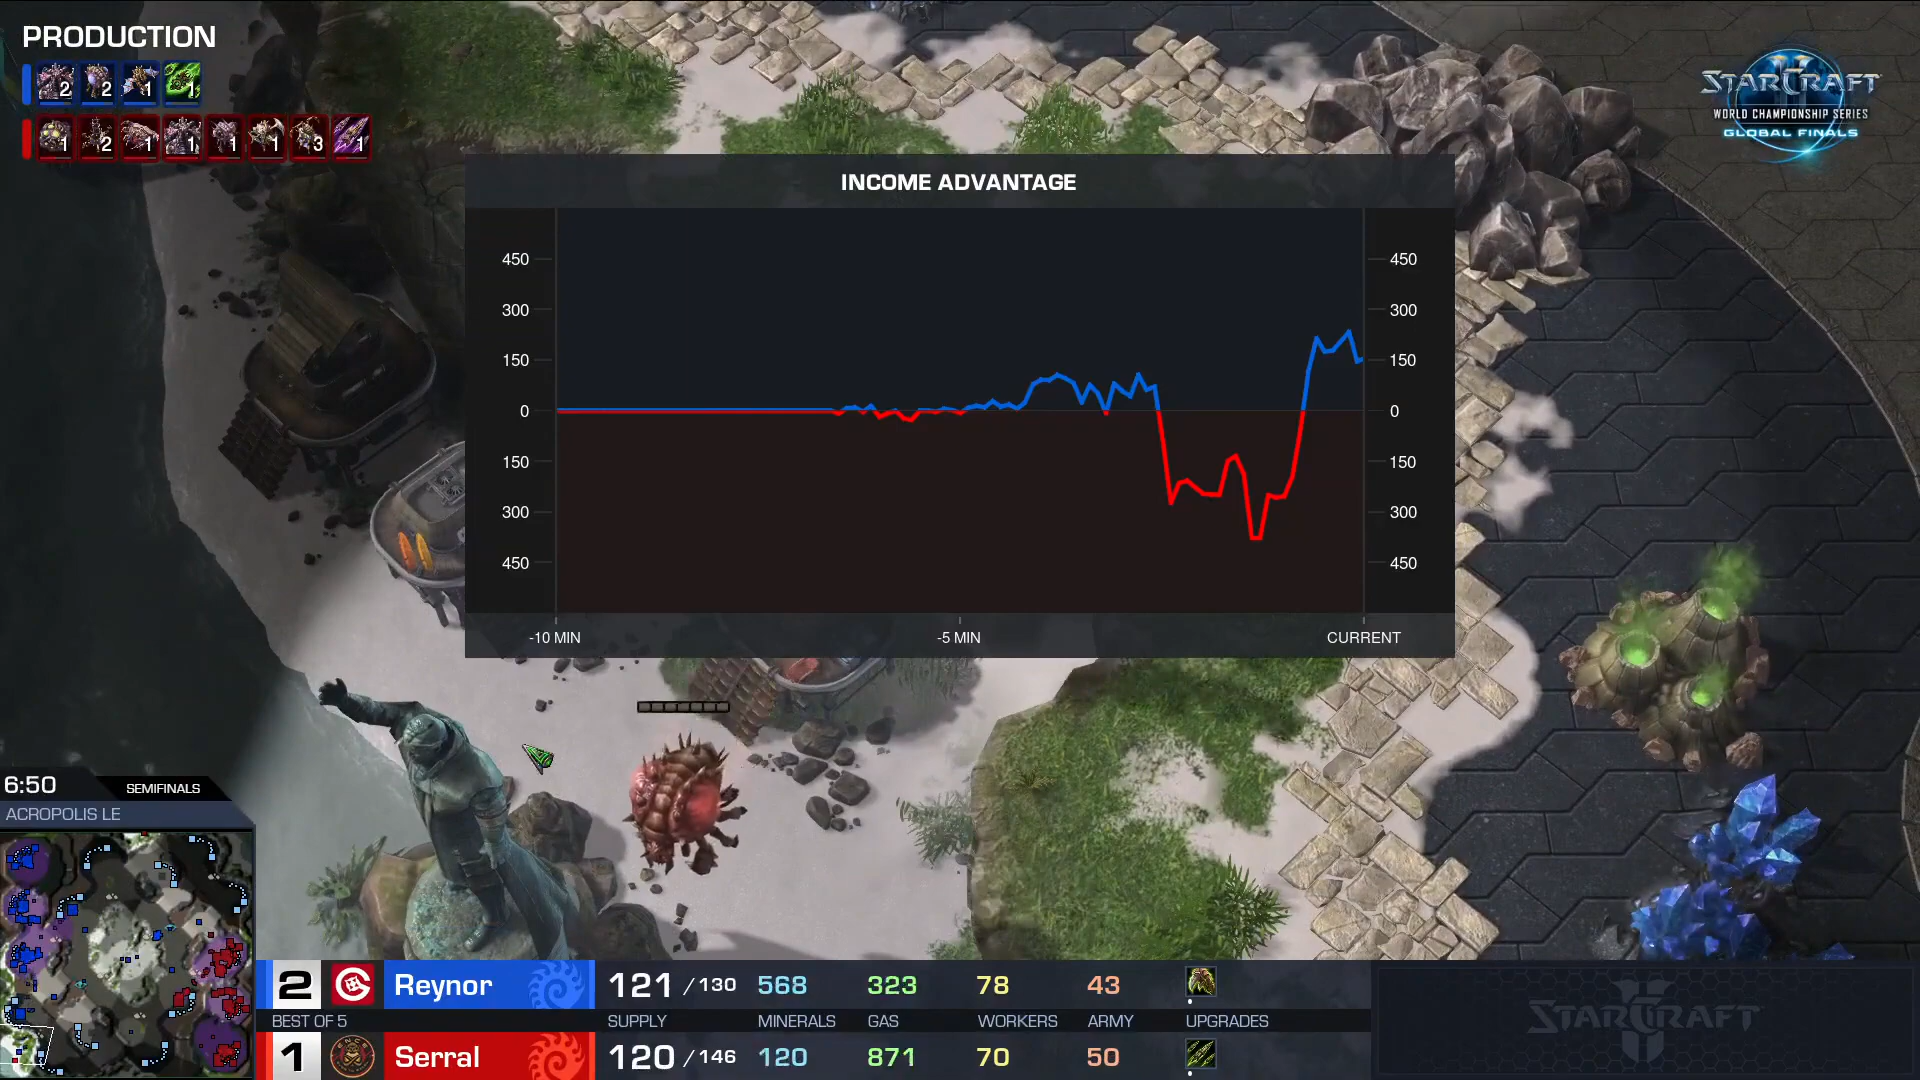 PRODUCTION
2 2 1 1
1 2 1 1 1 1 3 1
STARCRAFT
II
WORLD CHAMPIONSHIP SERIES
GLOBAL FINALS
INCOME ADVANTAGE
450 450
300 300
150 150
0 0
150 150
300 300
450 450
-10 MIN -5 MIN CURRENT
6:50 SEMIFINALS
ACROPOLIS LE
2 Reynor 121 / 130 568 323 78 43
BEST OF 5 SUPPLY MINERALS GAS WORKERS ARMY UPGRADES
1 Serral 120 / 146 120 871 70 50
STARCRAFT
II